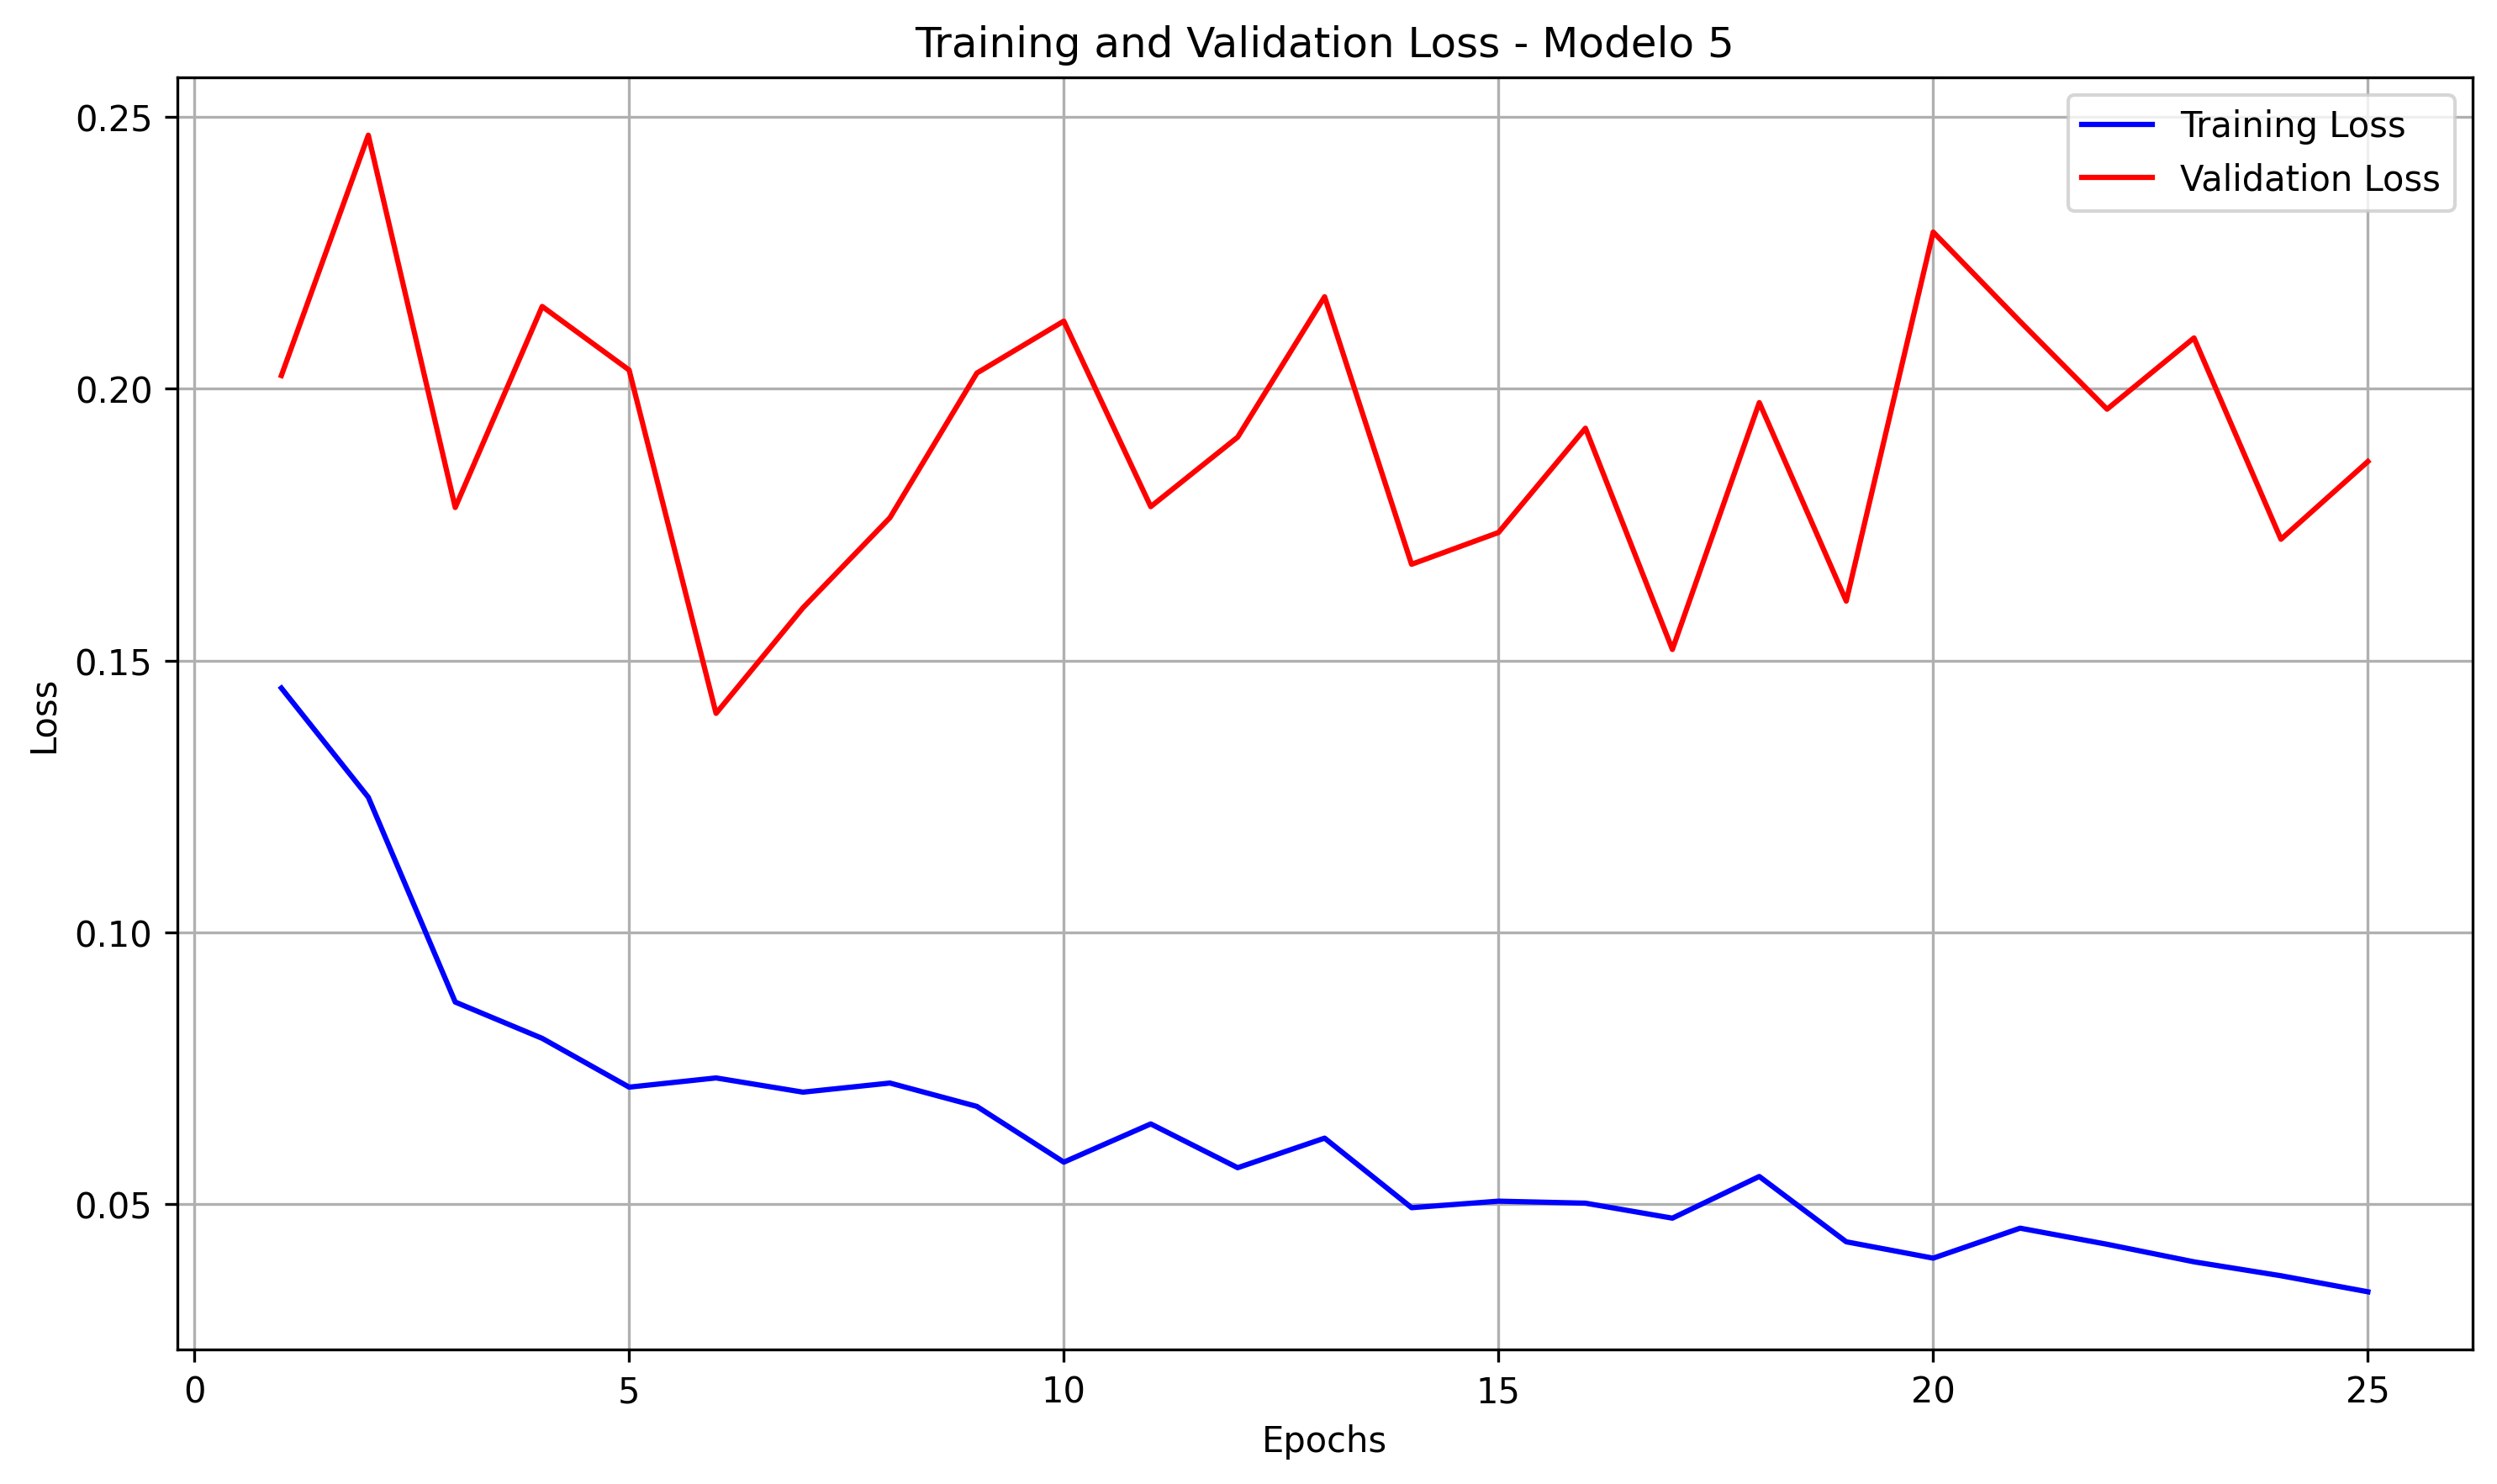 Training and Validation Loss - Modelo 5
Training Loss
Validation Loss
0.25
0.20
0.15
0.10
0.05
Loss
0 5 10 15 20 25
Epochs